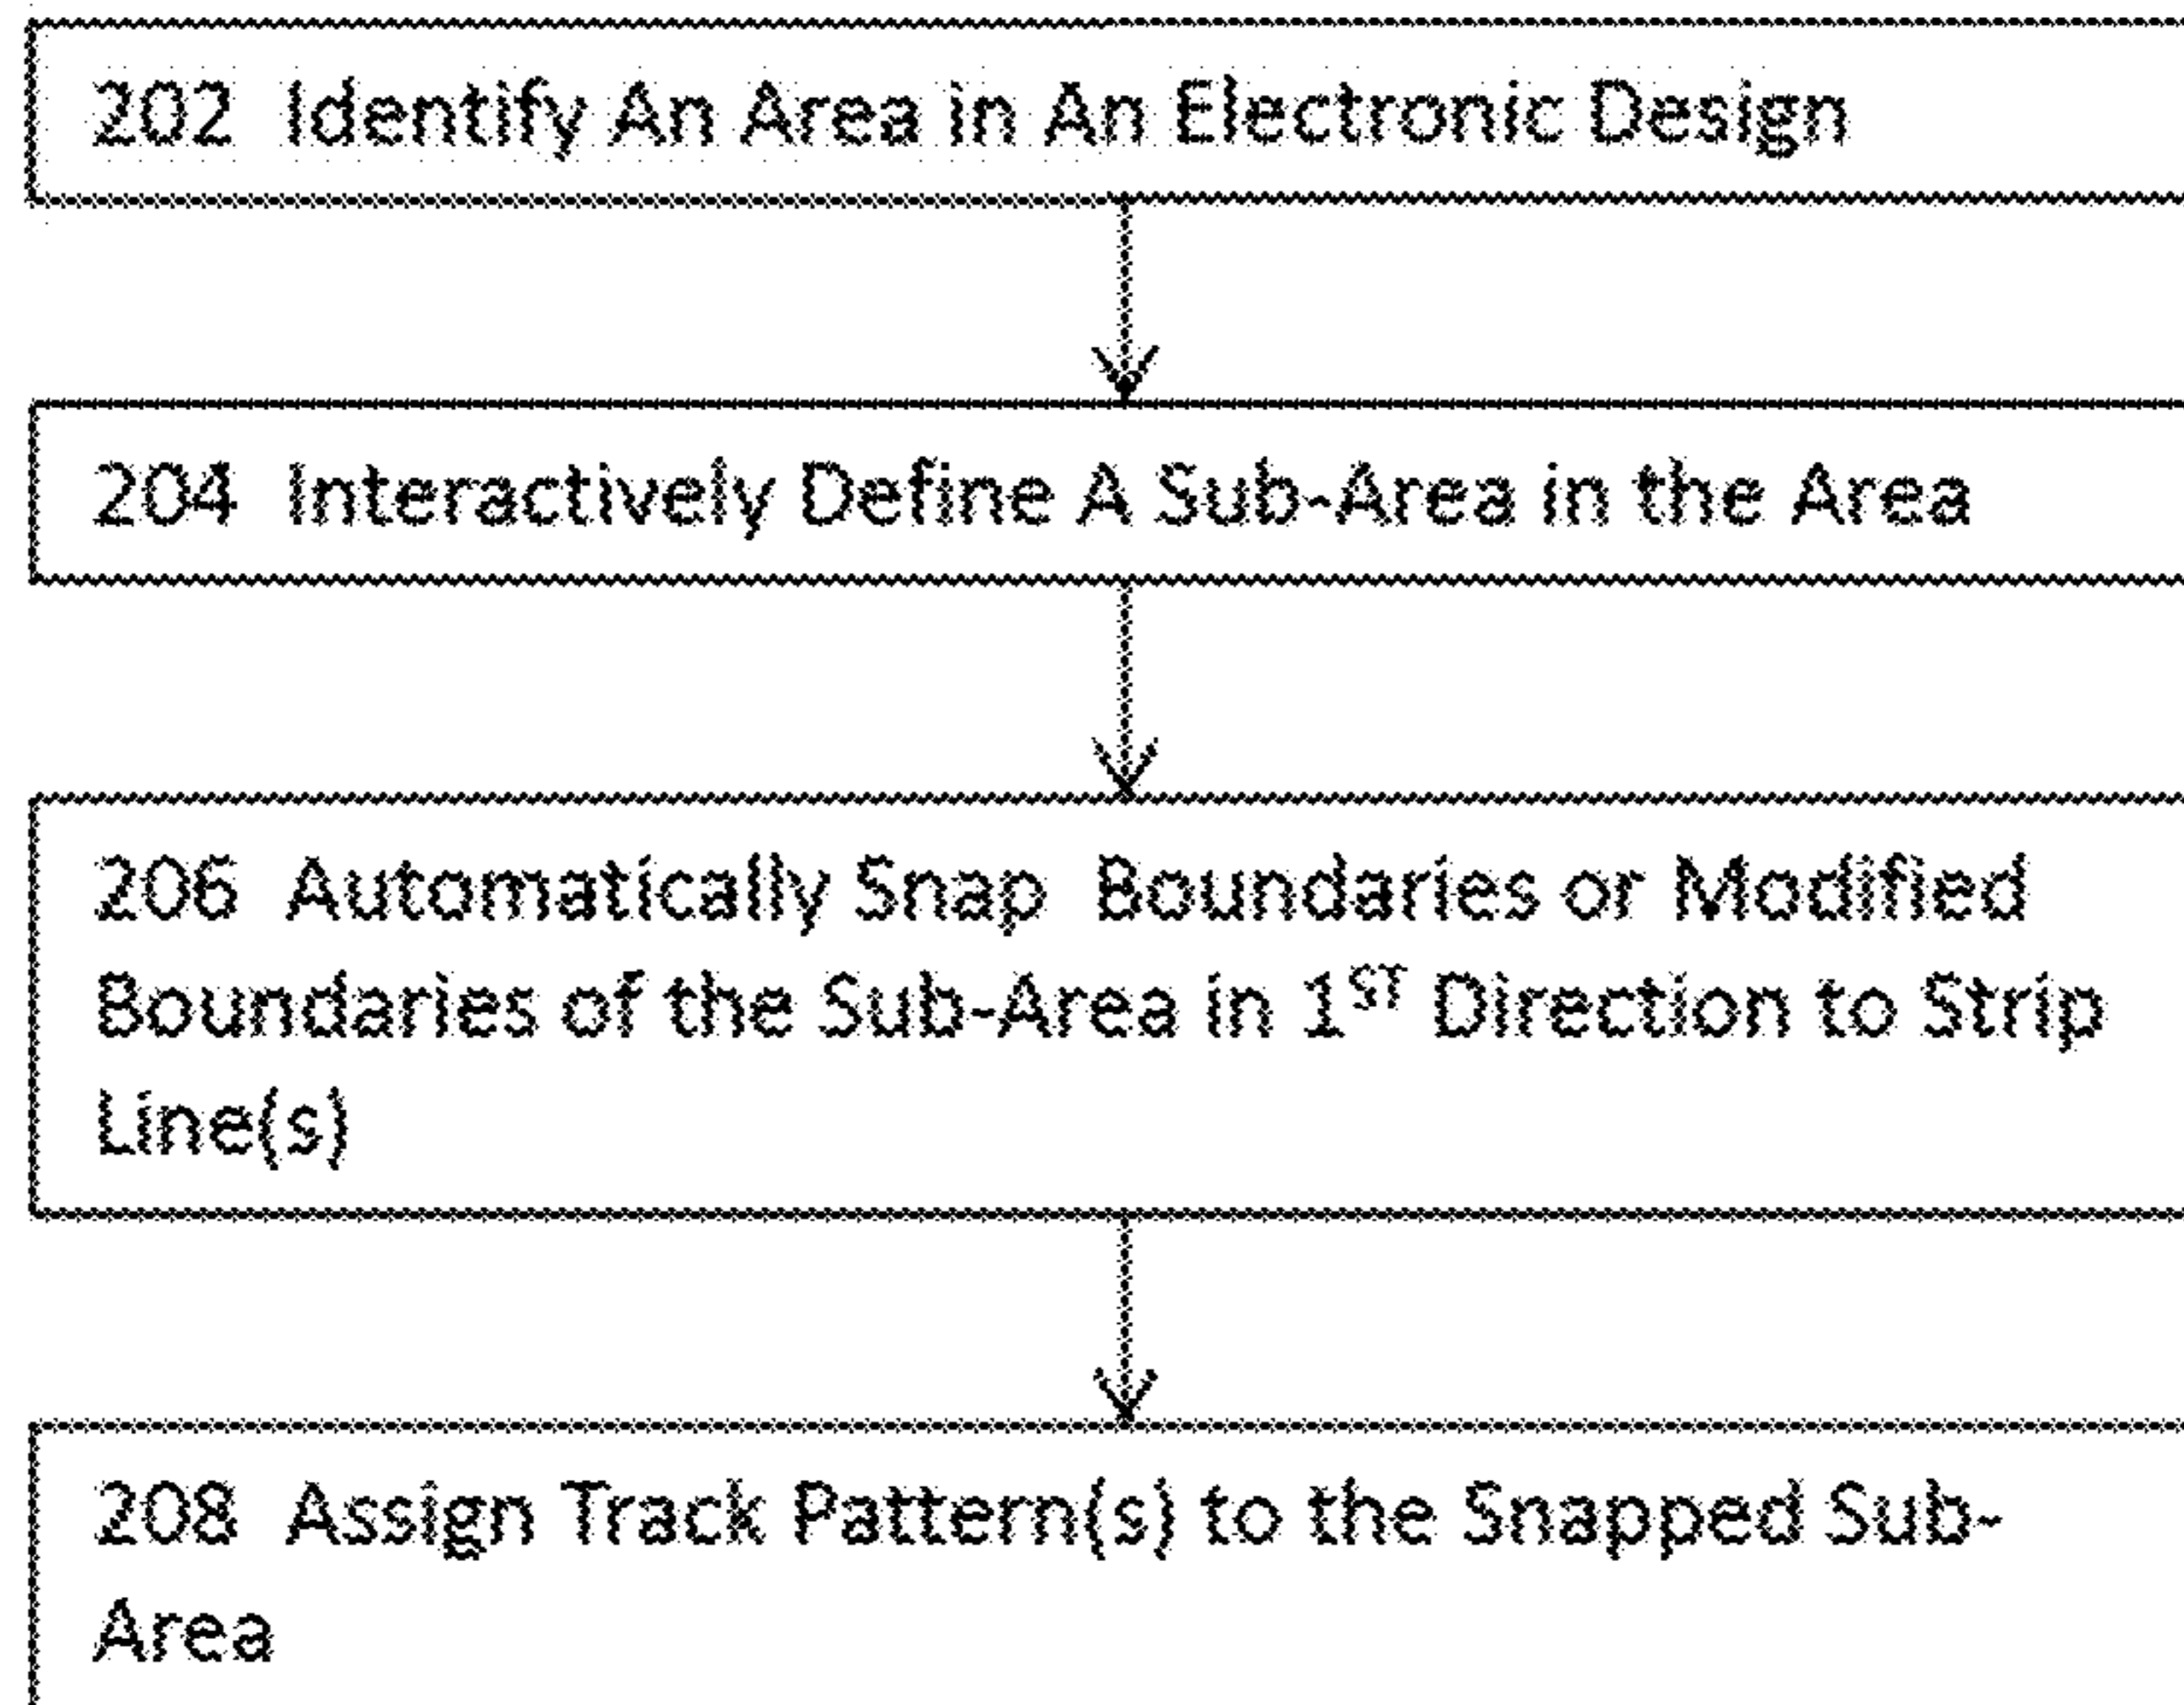 202 Identify An Area in An Electronic Design
204 Interactively Define A Sub-Area in the Area
206 Automatically Snap Boundaries or Modified
Boundaries of the Sub-Area in 1ST Direction to Strip
Line(s)
208 Assign Track Pattern(s) to the Snapped Sub-
Area